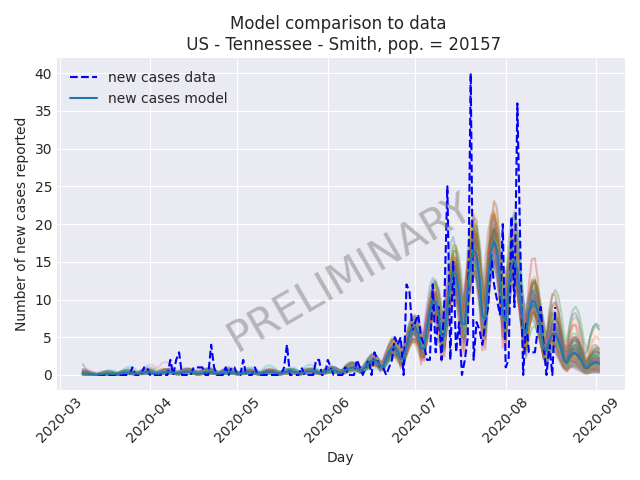 Model comparison to data
US - Tennessee - Smith, pop. = 20157
40
35
30
25
20
15
10
5
0
Number of new cases reported
new cases data
new cases model
PRELIMINARY
2020-03
2020-04
2020-05
2020-06
2020-07
2020-08
2020-09
Day